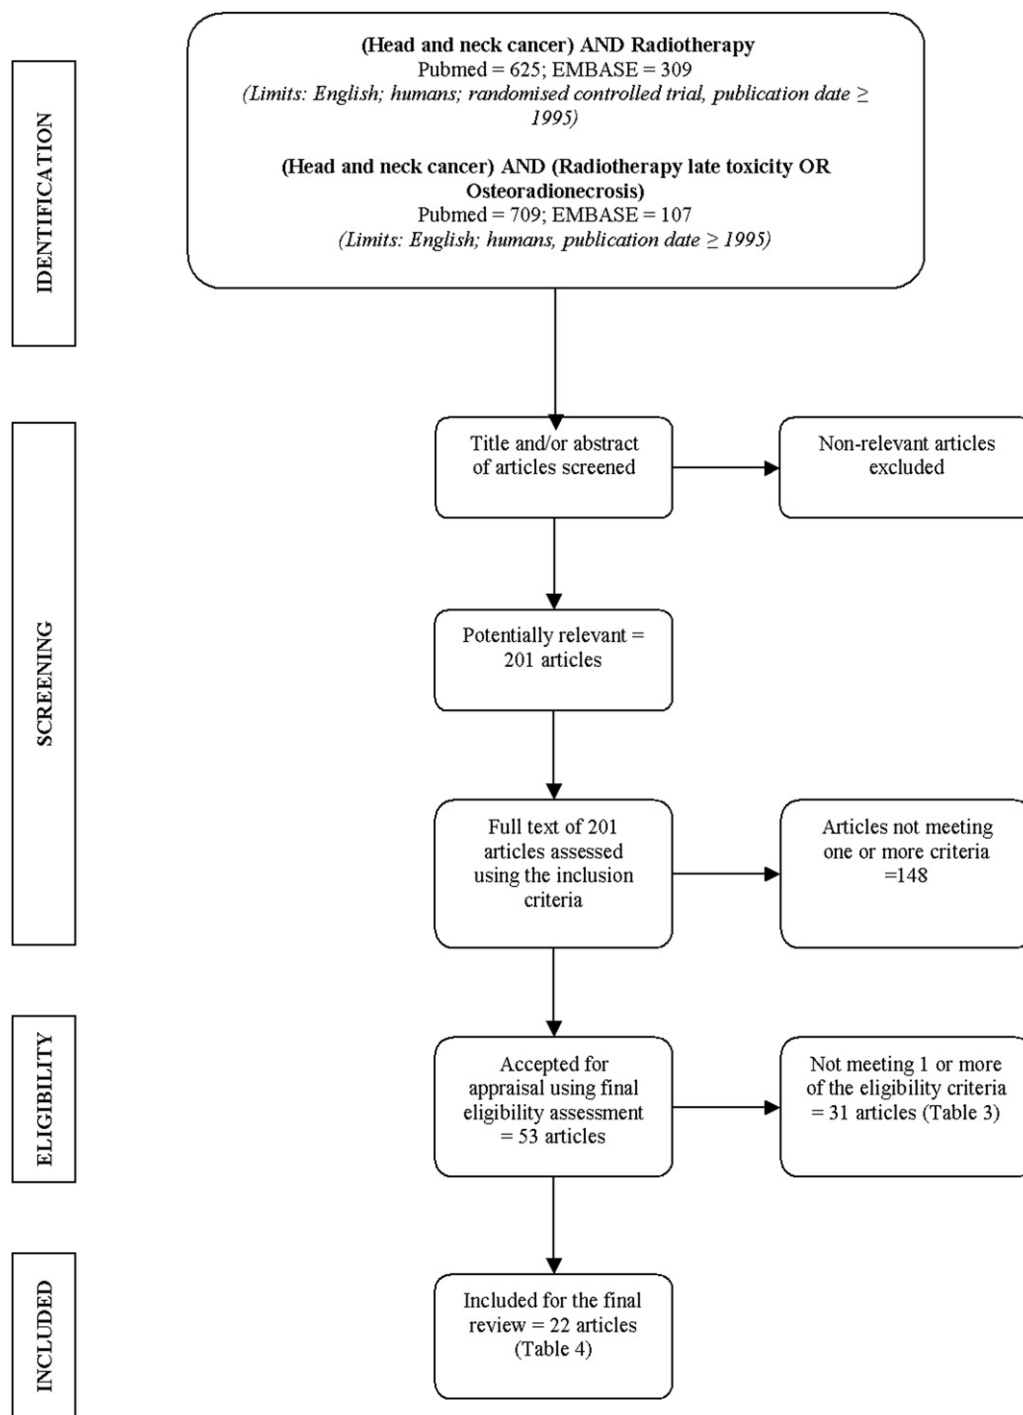 IDENTIFICATION
(Head and neck cancer) AND Radiotherapy
Pubmed = 625; EMBASE = 309
(Limits: English; humans; randomised controlled trial, publication date ≥
1995)
(Head and neck cancer) AND (Radiotherapy late toxicity OR
Osteoradionecrosis)
Pubmed = 709; EMBASE = 107
(Limits: English; humans, publication date ≥ 1995)
SCREENING
Title and/or abstract
of articles screened
Non-relevant articles
excluded
Potentially relevant =
201 articles
Full text of 201
articles assessed
using the inclusion
criteria
Articles not meeting
one or more criteria
=148
ELIGIBILITY
Accepted for
appraisal using final
eligibility assessment
= 53 articles
Not meeting 1 or more
of the eligibility criteria
= 31 articles (Table 3)
INCLUDED
Included for the final
review = 22 articles
(Table 4)